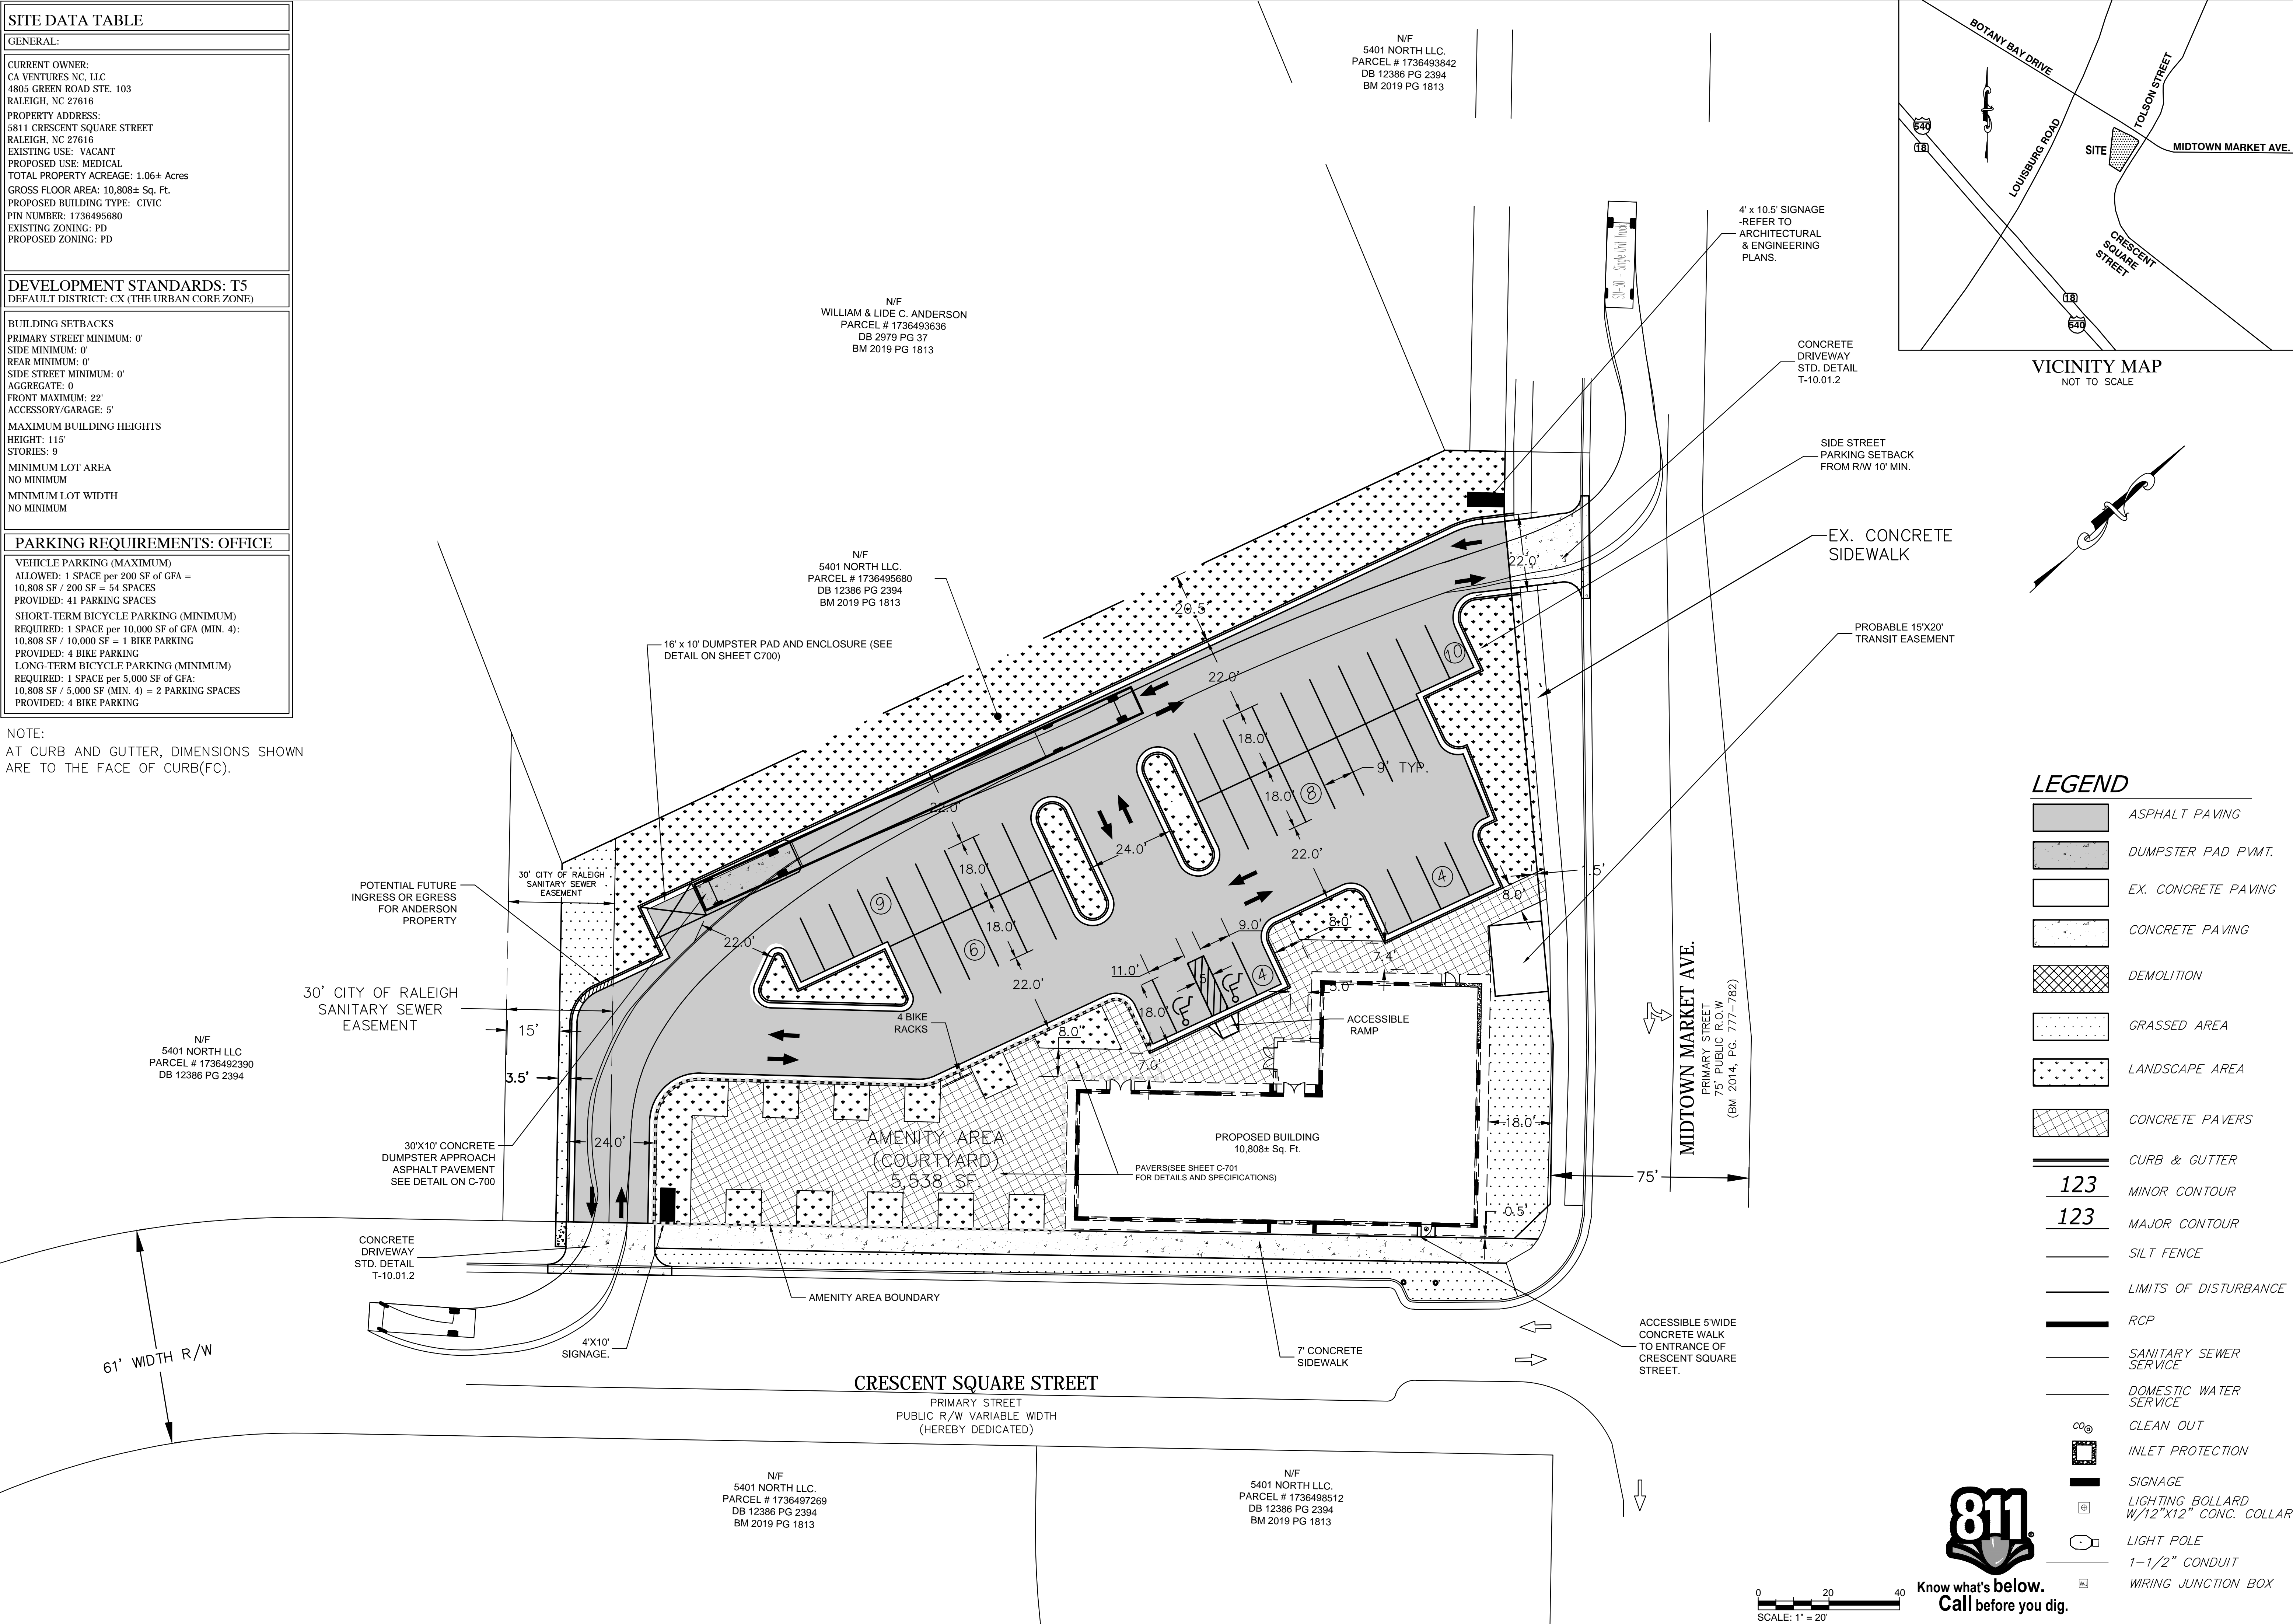 SITE DATA TABLE
GENERAL:
CURRENT OWNER:
CA VENTURES NC, LLC
4805 GREEN ROAD STE. 103
RALEIGH, NC 27616
PROPERTY ADDRESS:
5811 CRESCENT SQUARE STREET
RALEIGH, NC 27616
EXISTING USE: VACANT
PROPOSED USE: MEDICAL
TOTAL PROPERTY ACREAGE: 1.06± Acres
GROSS FLOOR AREA: 10,808± Sq. Ft.
PROPOSED BUILDING TYPE: CIVIC
PIN NUMBER: 1736495680
EXISTING ZONING: PD
PROPOSED ZONING: PD
DEVELOPMENT STANDARDS: T5
DEFAULT DISTRICT: CX (THE URBAN CORE ZONE)
BUILDING SETBACKS
PRIMARY STREET MINIMUM: 0'
SIDE MINIMUM: 0'
REAR MINIMUM: 0'
SIDE STREET MINIMUM: 0'
AGGREGATE: 0
FRONT MAXIMUM: 22'
ACCESSORY/GARAGE: 5'
MAXIMUM BUILDING HEIGHTS
HEIGHT: 115'
STORIES: 9
MINIMUM LOT AREA
NO MINIMUM
MINIMUM LOT WIDTH
NO MINIMUM
PARKING REQUIREMENTS: OFFICE
VEHICLE PARKING (MAXIMUM)
ALLOWED: 1 SPACE per 200 SF of GFA =
10,808 SF / 200 SF = 54 SPACES
PROVIDED: 41 PARKING SPACES
SHORT-TERM BICYCLE PARKING (MINIMUM)
REQUIRED: 1 SPACE per 10,000 SF of GFA (MIN. 4):
10,808 SF / 10,000 SF = 1 BIKE PARKING
PROVIDED: 4 BIKE PARKING
LONG-TERM BICYCLE PARKING (MINIMUM)
REQUIRED: 1 SPACE per 5,000 SF of GFA:
10,808 SF / 5,000 SF (MIN. 4) = 2 PARKING SPACES
PROVIDED: 4 BIKE PARKING
NOTE:
AT CURB AND GUTTER, DIMENSIONS SHOWN
ARE TO THE FACE OF CURB(FC).
N/F
5401 NORTH LLC.
PARCEL # 1736493842
DB 12386 PG 2394
BM 2019 PG 1813
N/F
WILLIAM & LIDE C. ANDERSON
PARCEL # 1736493636
DB 2979 PG 37
BM 2019 PG 1813
N/F
5401 NORTH LLC.
PARCEL # 1736495680
DB 12386 PG 2394
BM 2019 PG 1813
16' x 10' DUMPSTER PAD AND ENCLOSURE (SEE
DETAIL ON SHEET C700)
SU-30 - Single Unit Truck
4' x 10.5' SIGNAGE
-REFER TO
ARCHITECTURAL
& ENGINEERING
PLANS.
CONCRETE
DRIVEWAY
STD. DETAIL
T-10.01.2
SIDE STREET
PARKING SETBACK
FROM R/W 10' MIN.
EX. CONCRETE
SIDEWALK
PROBABLE 15'X20'
TRANSIT EASEMENT
BOTANY BAY DRIVE
TOLSON STREET
540
18
LOUISBURG ROAD
SITE
MIDTOWN MARKET AVE.
CRESCENT
SQUARE
STREET
18
540
VICINITY MAP
NOT TO SCALE
22.0'
20.5'
10
22.0'
18.0'
9' TYP.
18.0'
8
22.0'
22.0'
24.0'
18.0'
9
18.0'
6
22.0'
22.0'
4
1.5'
8.0'
9.0'
8.0'
11.0'
5'
4
7.4'
5.0'
18.0'
8.0'
7.0'
30' CITY OF RALEIGH
SANITARY SEWER
EASEMENT
POTENTIAL FUTURE
INGRESS OR EGRESS
FOR ANDERSON
PROPERTY
30' CITY OF RALEIGH
SANITARY SEWER
EASEMENT
15'
3.5'
N/F
5401 NORTH LLC
PARCEL # 1736492390
DB 12386 PG 2394
4 BIKE
RACKS
ACCESSIBLE
RAMP
30'X10' CONCRETE
DUMPSTER APPROACH
ASPHALT PAVEMENT
SEE DETAIL ON C-700
24.0'
AMENITY AREA
(COURTYARD)
5,538 SF.
PROPOSED BUILDING
10,808± Sq. Ft.
PAVERS(SEE SHEET C-701
FOR DETAILS AND SPECIFICATIONS)
18.0'
0.5'
75'
MIDTOWN MARKET AVE.
PRIMARY STREET
75' PUBLIC R.O.W
(BM 2014, PG. 777-782)
CONCRETE
DRIVEWAY
STD. DETAIL
T-10.01.2
AMENITY AREA BOUNDARY
4'X10'
SIGNAGE.
7' CONCRETE
SIDEWALK
ACCESSIBLE 5'WIDE
CONCRETE WALK
TO ENTRANCE OF
CRESCENT SQUARE
STREET.
61' WIDTH R/W
CRESCENT SQUARE STREET
PRIMARY STREET
PUBLIC R/W VARIABLE WIDTH
(HEREBY DEDICATED)
N/F
5401 NORTH LLC.
PARCEL # 1736497269
DB 12386 PG 2394
BM 2019 PG 1813
N/F
5401 NORTH LLC.
PARCEL # 1736498512
DB 12386 PG 2394
BM 2019 PG 1813
LEGEND
ASPHALT PAVING
DUMPSTER PAD PVMT.
EX. CONCRETE PAVING
CONCRETE PAVING
DEMOLITION
GRASSED AREA
LANDSCAPE AREA
CONCRETE PAVERS
CURB & GUTTER
123 MINOR CONTOUR
123 MAJOR CONTOUR
SILT FENCE
LIMITS OF DISTURBANCE
RCP
SANITARY SEWER
SERVICE
DOMESTIC WATER
SERVICE
CO CLEAN OUT
INLET PROTECTION
SIGNAGE
LIGHTING BOLLARD
W/12"X12" CONC. COLLAR
LIGHT POLE
1-1/2" CONDUIT
WJ WIRING JUNCTION BOX
811
Know what's below.
Call before you dig.
0 20 40
SCALE: 1" = 20'